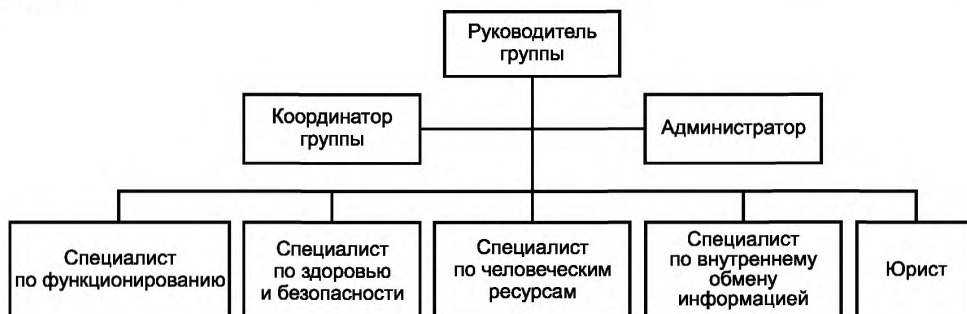 Руководитель
группы
Координатор
группы
Администратор
Специалист
по функционированию
Специалист
по здоровью
и безопасности
Специалист
по человеческим
ресурсам
Специалист
по внутреннему
обмену
информацией
Юрист